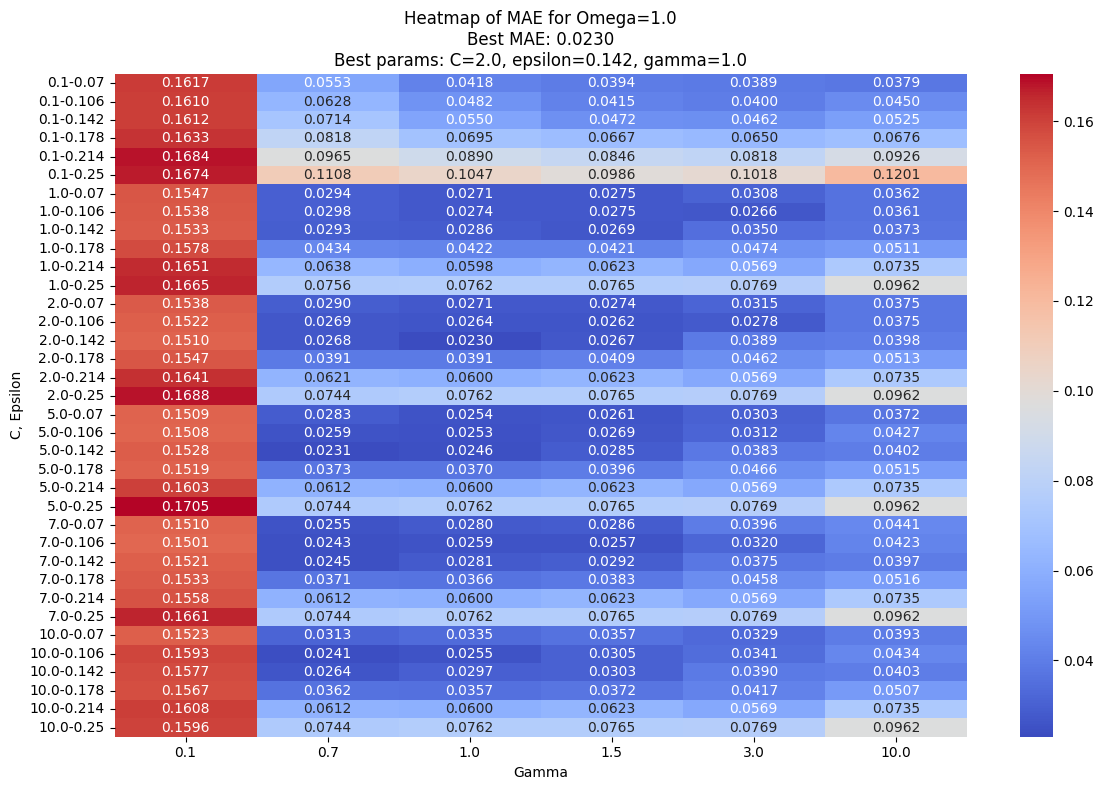 Heatmap of MAE for Omega=1.0
Best MAE: 0.0230
Best params: C=2.0, epsilon=0.142, gamma=1.0
0.1-0.07 0.1617 0.0553 0.0418 0.0394 0.0389 0.0379
0.1-0.106 0.1610 0.0628 0.0482 0.0415 0.0400 0.0450
0.1-0.142 0.1612 0.0714 0.0550 0.0472 0.0462 0.0525
0.1-0.178 0.1633 0.0818 0.0695 0.0667 0.0650 0.0676
0.1-0.214 0.1684 0.0965 0.0890 0.0846 0.0818 0.0926
0.1-0.25 0.1674 0.1108 0.1047 0.0986 0.1018 0.1201
1.0-0.07 0.1547 0.0294 0.0271 0.0275 0.0308 0.0362
1.0-0.106 0.1538 0.0298 0.0274 0.0275 0.0266 0.0361
1.0-0.142 0.1533 0.0293 0.0286 0.0269 0.0350 0.0373
1.0-0.178 0.1578 0.0434 0.0422 0.0421 0.0474 0.0511
1.0-0.214 0.1651 0.0638 0.0598 0.0623 0.0569 0.0735
1.0-0.25 0.1665 0.0756 0.0762 0.0765 0.0769 0.0962
2.0-0.07 0.1538 0.0290 0.0271 0.0274 0.0315 0.0375
2.0-0.106 0.1522 0.0269 0.0264 0.0262 0.0278 0.0375
2.0-0.142 0.1510 0.0268 0.0230 0.0267 0.0389 0.0398
2.0-0.178 0.1547 0.0391 0.0391 0.0409 0.0462 0.0513
2.0-0.214 0.1641 0.0621 0.0600 0.0623 0.0569 0.0735
2.0-0.25 0.1688 0.0744 0.0762 0.0765 0.0769 0.0962
5.0-0.07 0.1509 0.0283 0.0254 0.0261 0.0303 0.0372
5.0-0.106 0.1508 0.0259 0.0253 0.0269 0.0312 0.0427
5.0-0.142 0.1528 0.0231 0.0246 0.0285 0.0383 0.0402
5.0-0.178 0.1519 0.0373 0.0370 0.0396 0.0466 0.0515
5.0-0.214 0.1603 0.0612 0.0600 0.0623 0.0569 0.0735
5.0-0.25 0.1705 0.0744 0.0762 0.0765 0.0769 0.0962
7.0-0.07 0.1510 0.0255 0.0280 0.0286 0.0396 0.0441
7.0-0.106 0.1501 0.0243 0.0259 0.0257 0.0320 0.0423
7.0-0.142 0.1521 0.0245 0.0281 0.0292 0.0375 0.0397
7.0-0.178 0.1533 0.0371 0.0366 0.0383 0.0458 0.0516
7.0-0.214 0.1558 0.0612 0.0600 0.0623 0.0569 0.0735
7.0-0.25 0.1661 0.0744 0.0762 0.0765 0.0769 0.0962
10.0-0.07 0.1523 0.0313 0.0335 0.0357 0.0329 0.0393
10.0-0.106 0.1593 0.0241 0.0255 0.0305 0.0341 0.0434
10.0-0.142 0.1577 0.0264 0.0297 0.0303 0.0390 0.0403
10.0-0.178 0.1567 0.0362 0.0357 0.0372 0.0417 0.0507
10.0-0.214 0.1608 0.0612 0.0600 0.0623 0.0569 0.0735
10.0-0.25 0.1596 0.0744 0.0762 0.0765 0.0769 0.0962
0.1 0.7 1.0 1.5 3.0 10.0
Gamma
C, Epsilon
0.16
0.14
0.12
0.10
0.08
0.06
0.04